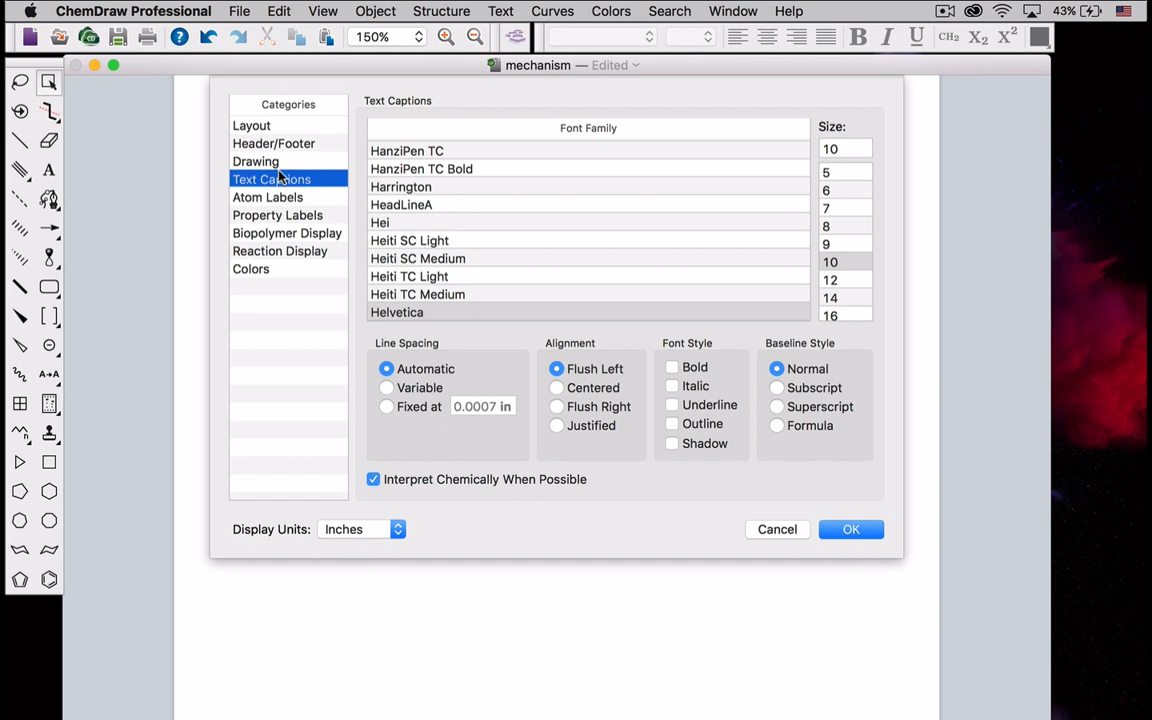 ChemDraw Professional File Edit View Object Structure Text Curves Colors Search Window Help 43%
150% B I U CH2 X2 X2
mechanism — Edited
Categories
Layout
Header/Footer
Drawing
Text Captions
Atom Labels
Property Labels
Biopolymer Display
Reaction Display
Colors
Text Captions
Font Family
HanziPen TC
HanziPen TC Bold
Harrington
HeadLineA
Hei
Heiti SC Light
Heiti SC Medium
Heiti TC Light
Heiti TC Medium
Helvetica
Size:
10
5
6
7
8
9
10
12
14
16
Line Spacing
Automatic
Variable
Fixed at 0.0007 in
Alignment
Flush Left
Centered
Flush Right
Justified
Font Style
Bold
Italic
Underline
Outline
Shadow
Baseline Style
Normal
Subscript
Superscript
Formula
Interpret Chemically When Possible
Display Units: Inches
Cancel OK
A
A→A